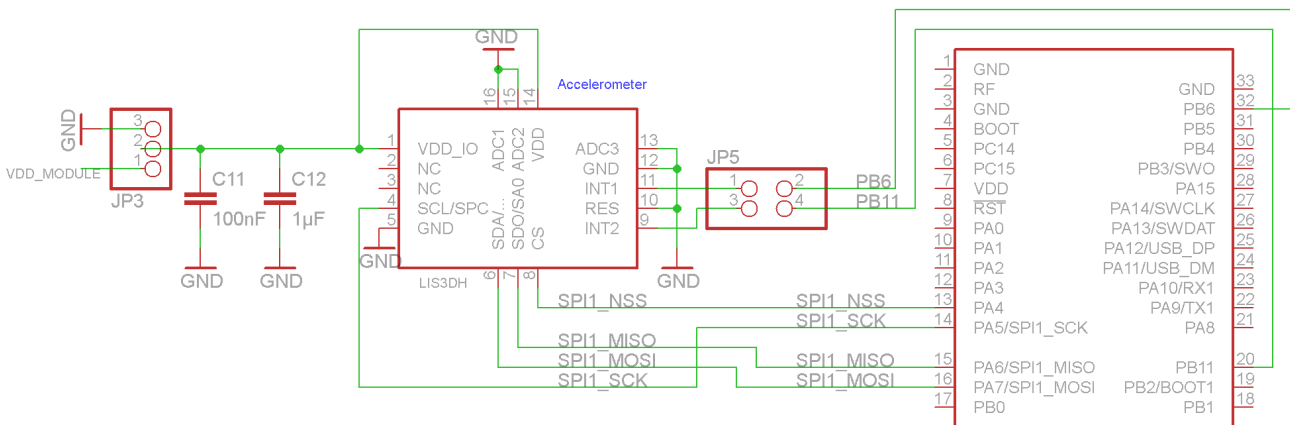 GND
Accelerometer
GND
3
2
1
VDD_MODULE
JP3
C11
100nF
GND
C12
1µF
GND
16
15
14
ADC1
ADC2
VDD
1
VDD_IO
2
NC
3
NC
4
SCL/SPC
5
GND
GND
13
ADC3
12
GND
11
INT1
10
RES
9
INT2
SDA/...
SDO/SA0
CS
6
7
8
LIS3DH
GND
JP5
1
2
3
4
PB6
PB11
SPI1_NSS
SPI1_NSS
SPI1_SCK
SPI1_MISO
SPI1_MOSI
SPI1_SCK
SPI1_MISO
SPI1_MOSI
1
GND
2
RF
3
GND
4
BOOT
5
PC14
6
PC15
7
VDD
8
RST
9
PA0
10
PA1
11
PA2
12
PA3
13
PA4
14
PA5/SPI1_SCK
15
PA6/SPI1_MISO
16
PA7/SPI1_MOSI
17
PB0
GND
33
PB6
32
PB5
31
PB4
30
PB3/SWO
29
PA15
28
PA14/SWCLK
27
PA13/SWDAT
26
PA12/USB_DP
25
PA11/USB_DM
24
PA10/RX1
23
PA9/TX1
22
PA8
21
PB11
20
PB2/BOOT1
19
PB1
18